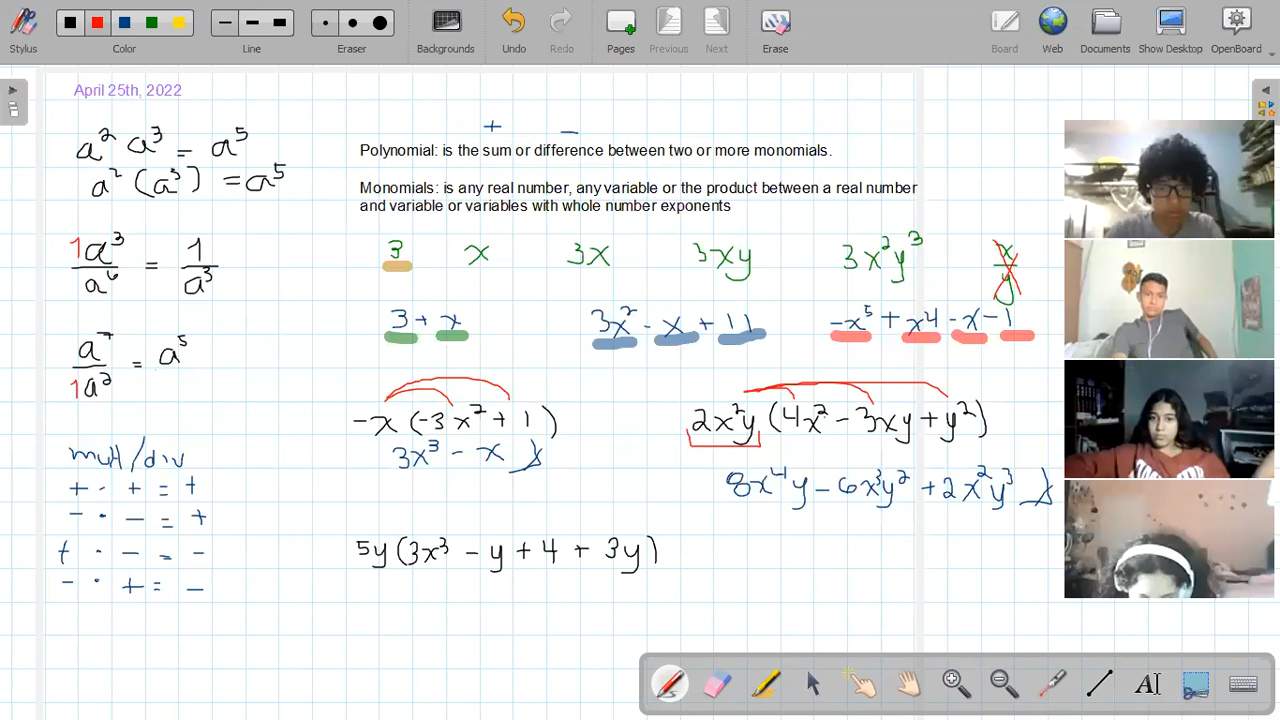 Stylus Color Line Eraser Backgrounds Undo Redo Pages Previous Next Erase Board Web Documents Show Desktop OpenBoard
April 25th, 2022
a² a³ = a⁵
a² (a³) = a⁵
1a³/a⁶ = 1/a³
a⁷/1a² = a⁵
mult/div
+ · + = +
- · - = +
+ · - = -
- · + = -
+ -
Polynomial: is the sum or difference between two or more monomials.
Monomials: is any real number, any variable or the product between a real number
and variable or variables with whole number exponents
3 x 3x 3xy 3x²y³ x/y
3 + x 3x² - x + 11 -x⁵ + x⁴ - x - 1
-x (-3x² + 1) 2x²y (4x² - 3xy + y²)
3x³ - x 8x⁴y - 6x³y² + 2x²y³
5y(3x³ - y + 4 + 3y)